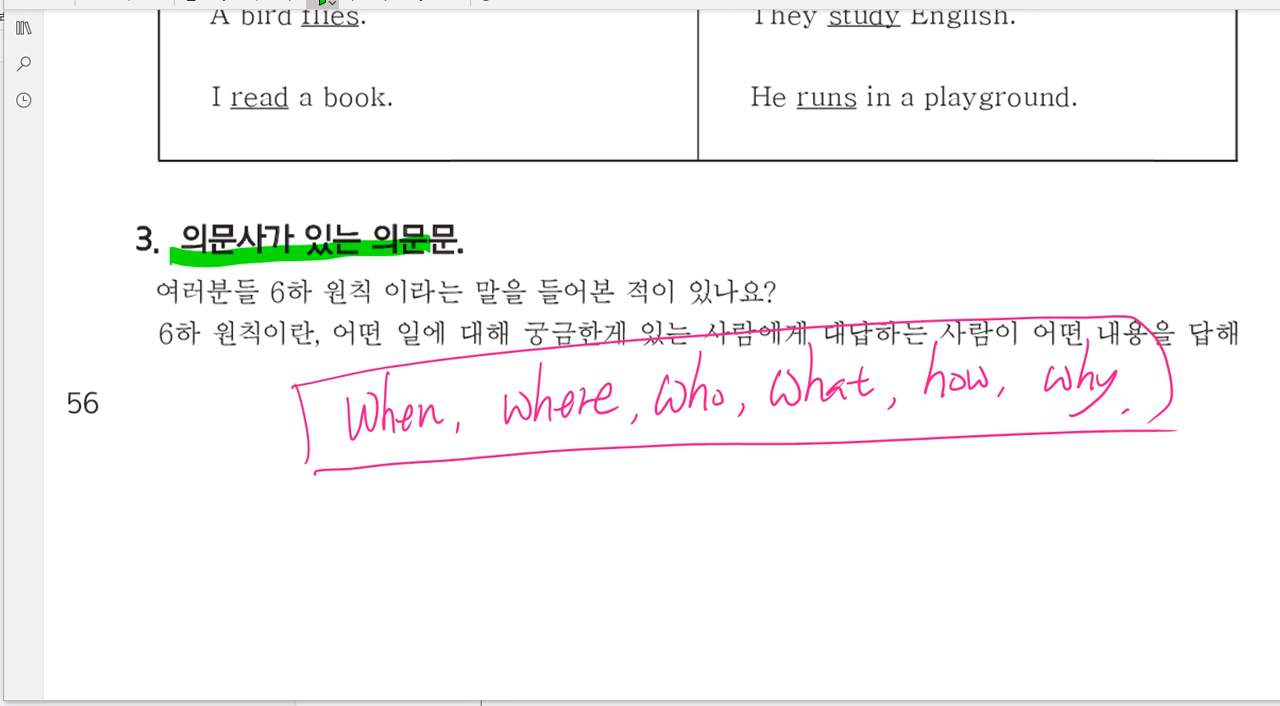 A bird flies.
They study English.
I read a book.
He runs in a playground.
3. 의문사가 있는 의문문.
여러분들 6하 원칙 이라는 말을 들어본 적이 있나요?
6하 원칙이란, 어떤 일에 대해 궁금한게 있는 사람에게 대답하는 사람이 어떤 내용을 답해
When, where, who, what, how, why.
56